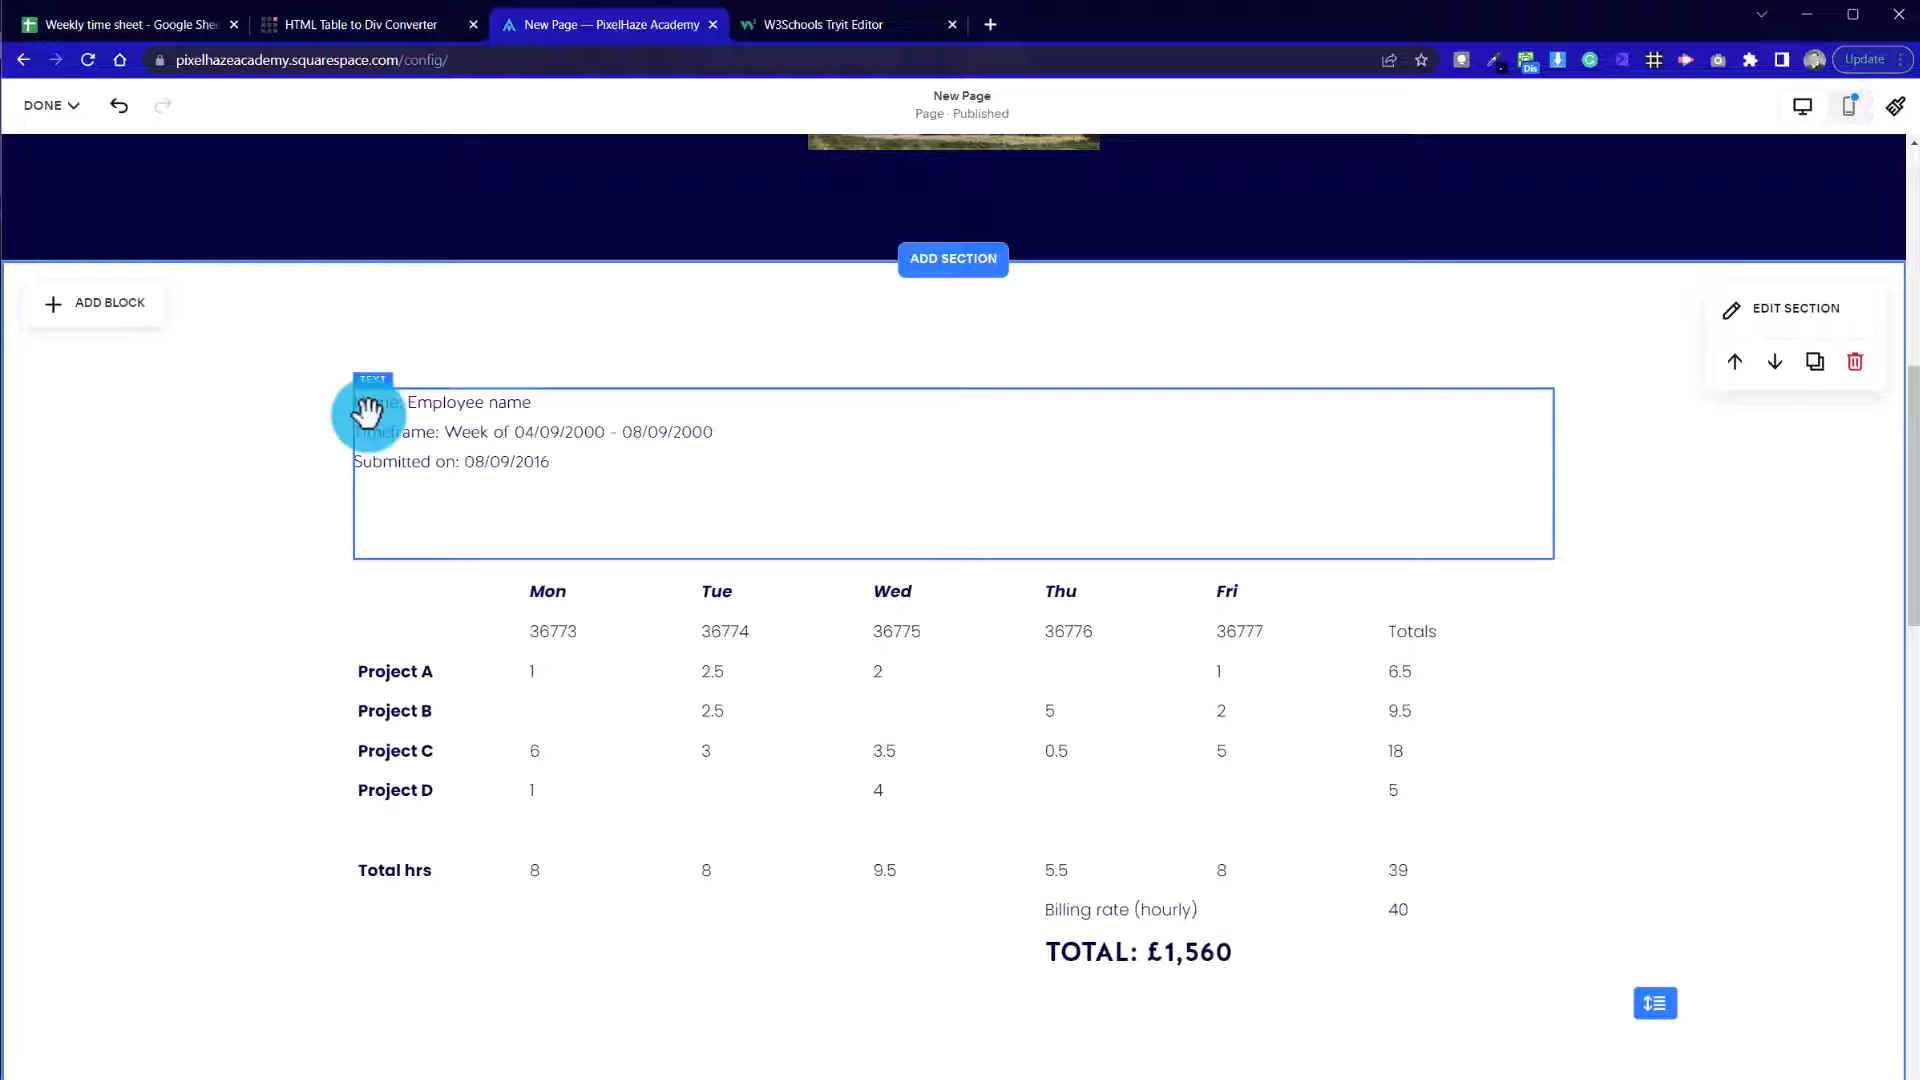 Weekly time sheet - Google She
HTML Table to Div Converter
New Page — PixelHaze Academy
W3Schools Tryit Editor
pixelhazeacademy.squarespace.com/config/
Dis
Update
DONE
New Page
Page · Published
ADD SECTION
ADD BLOCK
EDIT SECTION
TEXT
Employee name
Timeframe: Week of 04/09/2000 - 08/09/2000
Submitted on: 08/09/2016
Mon Tue Wed Thu Fri
36773 36774 36775 36776 36777 Totals
Project A 1 2.5 2 1 6.5
Project B 2.5 5 2 9.5
Project C 6 3 3.5 0.5 5 18
Project D 1 4 5
Total hrs 8 8 9.5 5.5 8 39
Billing rate (hourly) 40
TOTAL: £1,560